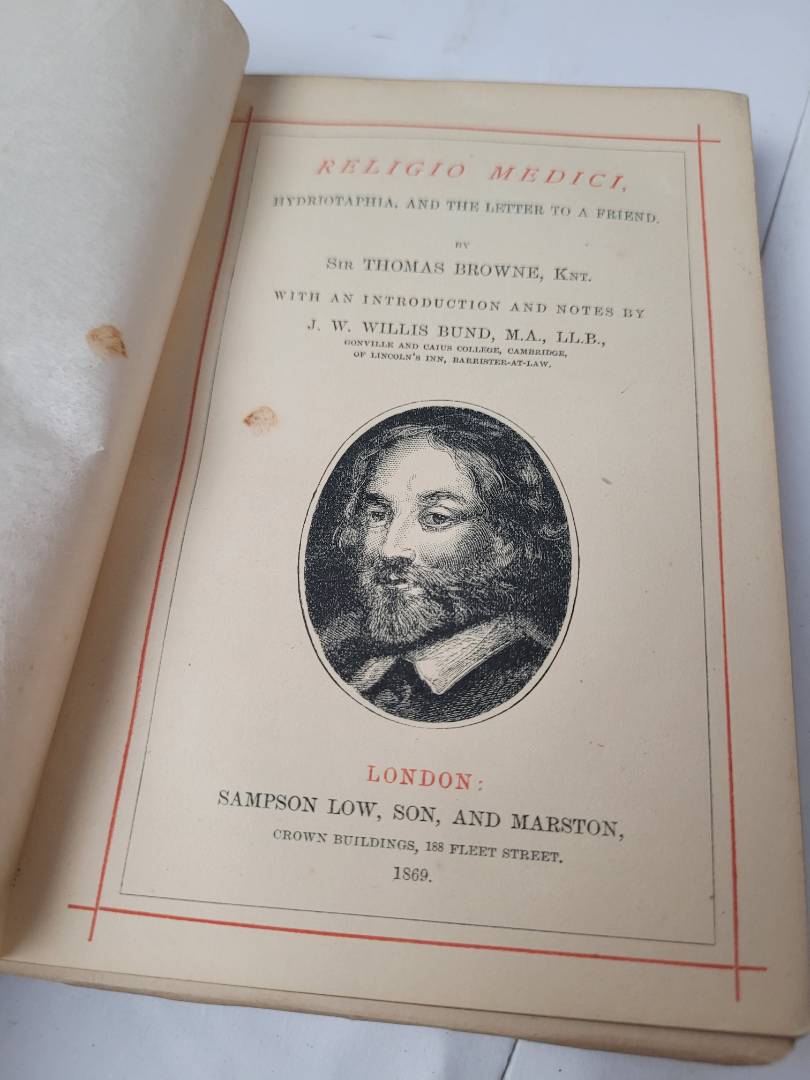 RELIGIO MEDICI,
HYDRIOTAPHIA, AND THE LETTER TO A FRIEND.
BY
SIR THOMAS BROWNE, KNT.
WITH AN INTRODUCTION AND NOTES BY
J. W. WILLIS BUND, M.A., LL.B.,
GONVILLE AND CAIUS COLLEGE, CAMBRIDGE,
OF LINCOLN'S INN, BARRISTER-AT-LAW.
LONDON:
SAMPSON LOW, SON, AND MARSTON,
CROWN BUILDINGS, 188 FLEET STREET.
1869.